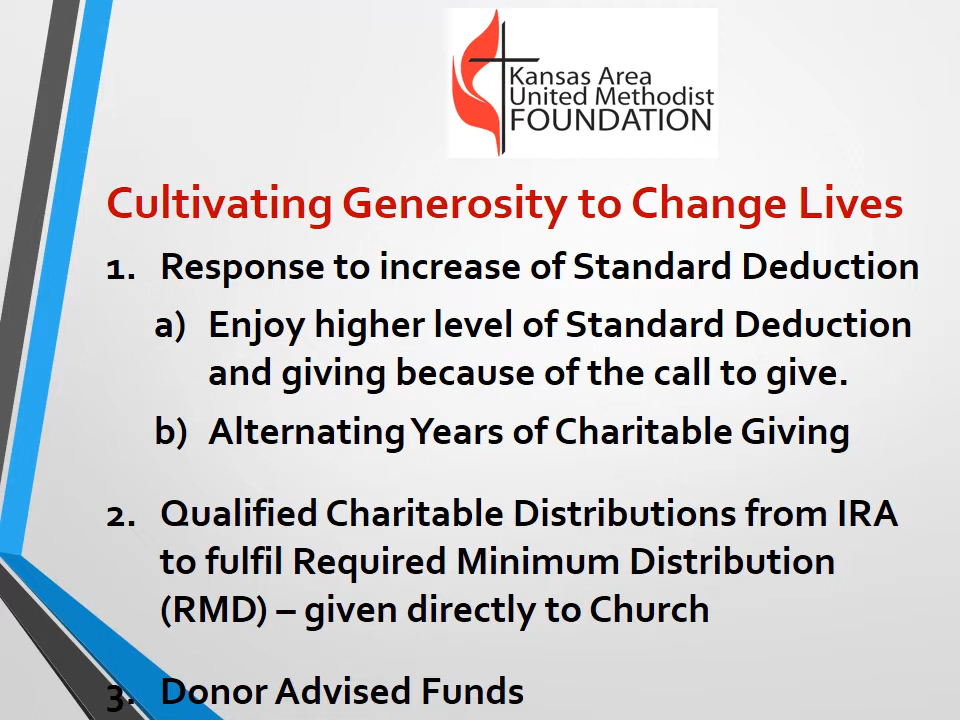 Kansas Area
United Methodist
FOUNDATION
Cultivating Generosity to Change Lives
1. Response to increase of Standard Deduction
a) Enjoy higher level of Standard Deduction
and giving because of the call to give.
b) Alternating Years of Charitable Giving
2. Qualified Charitable Distributions from IRA
to fulfil Required Minimum Distribution
(RMD) – given directly to Church
3. Donor Advised Funds